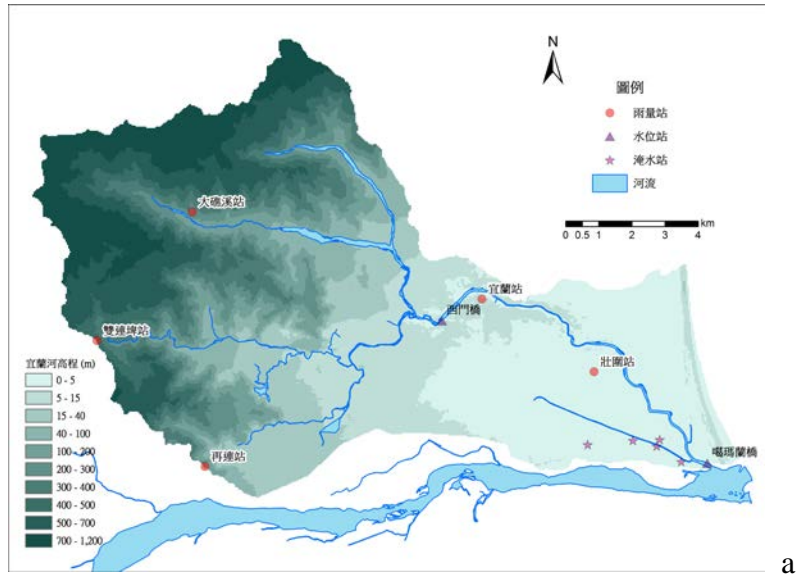 N
圖例
雨量站
水位站
淹水站
河流
km
0 0.5 1 2 3 4
大礁溪站
宜蘭站
西門橋
雙連埤站
壯圍站
宜蘭河高程 (m)
0 - 5
5 - 15
15 - 40
40 - 100
100 - 200
200 - 300
300 - 400
400 - 500
500 - 700
700 - 1,200
再連站
噶瑪蘭橋
a